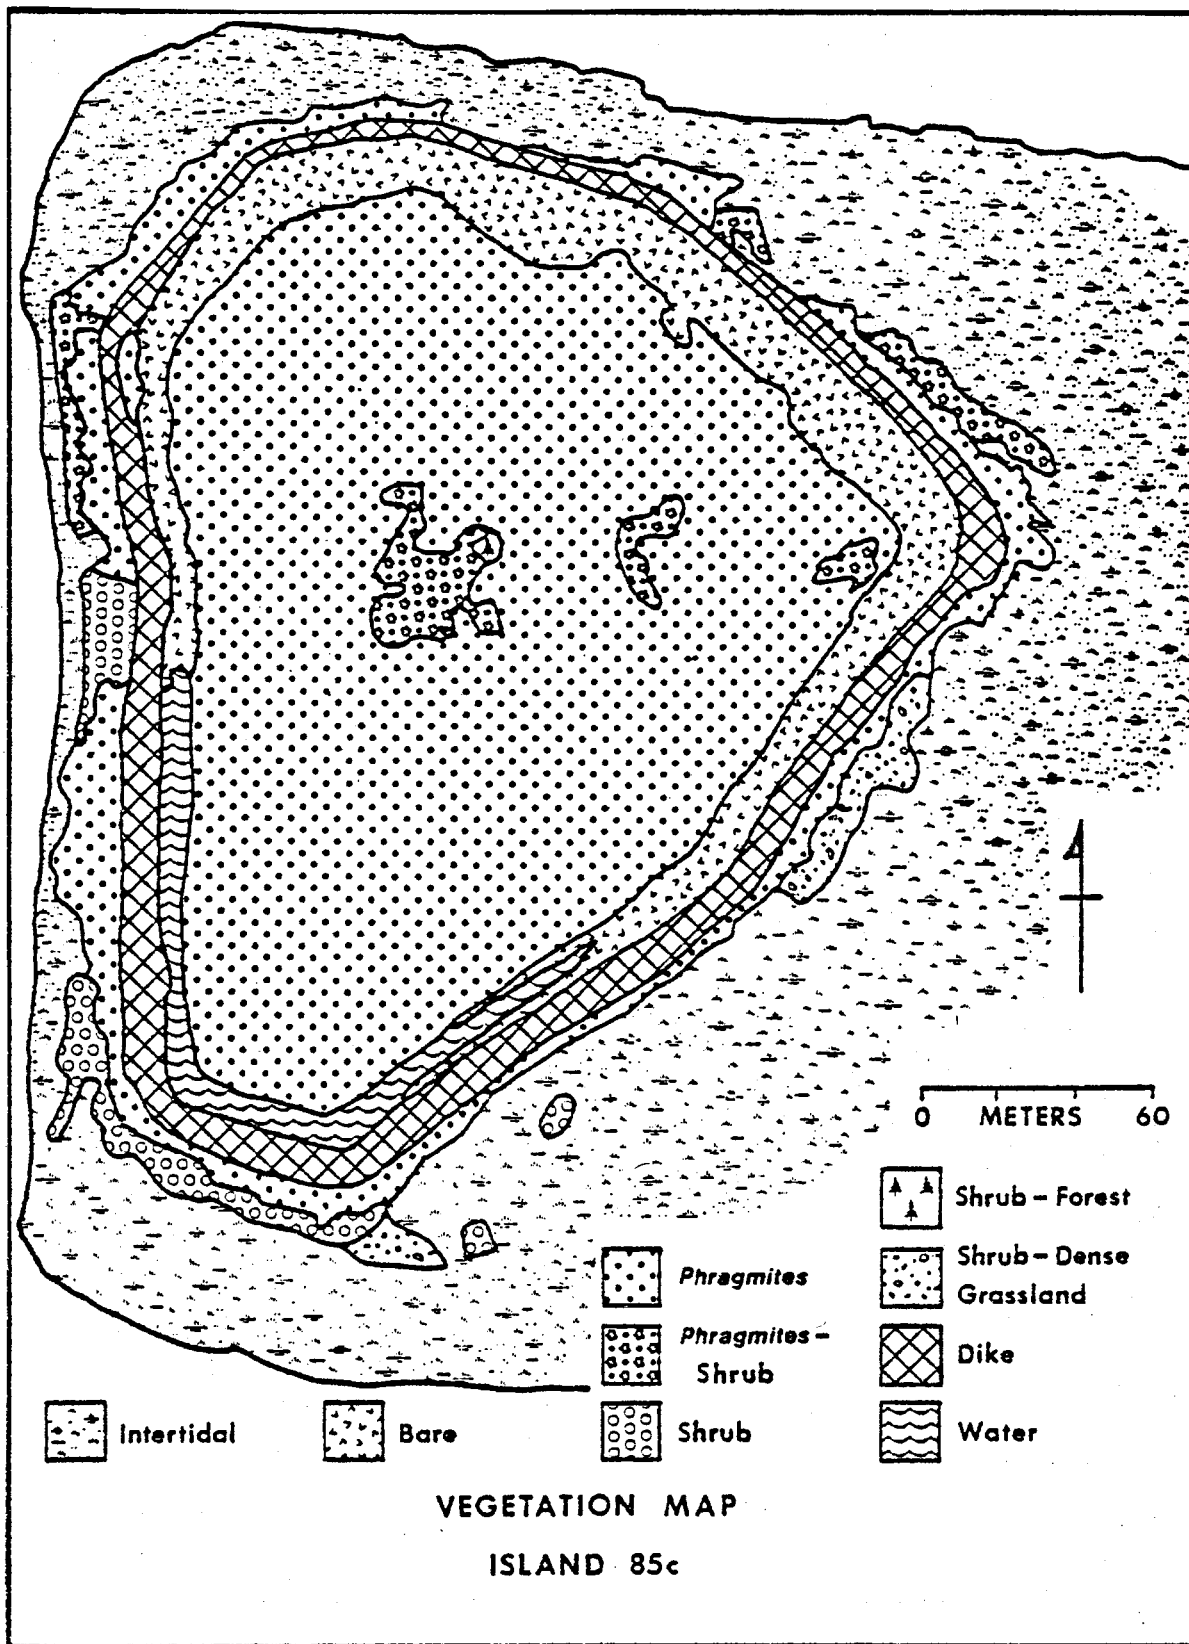 0 METERS 60
Shrub – Forest
Phragmites
Shrub – Dense
Grassland
Phragmites –
Shrub
Dike
Intertidal
Bare
Shrub
Water
VEGETATION MAP
ISLAND 85c